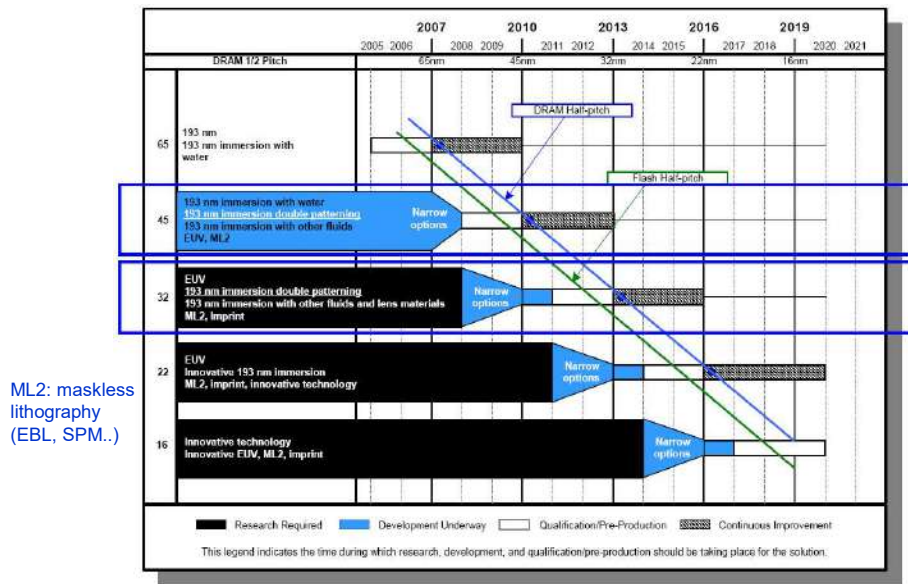 2007 2010 2013 2016 2019
2005 2006 2008 2009 2011 2012 2014 2015 2017 2018 2020 2021
DRAM 1/2 Pitch 65nm 45nm 32nm 22nm 16nm
DRAM Half-pitch
65
193 nm
193 nm immersion with
water
Flash Half-pitch
45
193 nm immersion with water
193 nm immersion double patterning
193 nm immersion with other fluids
EUV, ML2
Narrow
options
32
EUV
193 nm immersion double patterning
193 nm immersion with other fluids and lens materials
ML2, Imprint
Narrow
options
22
EUV
Innovative 193 nm immersion
ML2, imprint, innovative technology
Narrow
options
ML2: maskless
lithography
(EBL, SPM..)
16
Innovative technology
Innovative EUV, ML2, imprint
Narrow
options
Research Required Development Underway Qualification/Pre-Production Continuous Improvement
This legend indicates the time during which research, development, and qualification/pre-production should be taking place for the solution.